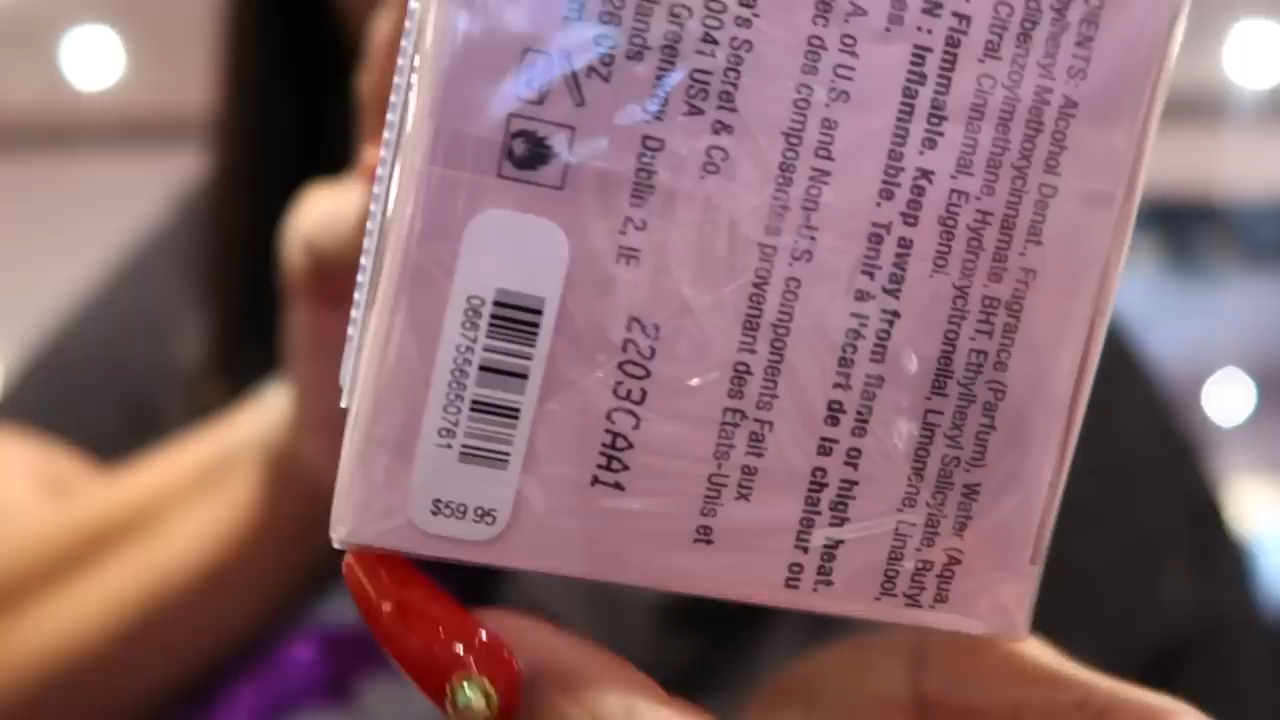 DIENTS: Alcohol Denat., Fragrance (Parfum), Water (Aqua,
Methoxycinnamate, BHT, Ethylhexyl Salicylate, Butyl
dibenzoylmethane, Hydroxycitronellal, Limonene, Linalool,
Citral, Cinnamal, Eugenol.
Flammable. Keep away from flame or high heat.
N : Inflammable. Tenir à l'écart de la chaleur ou
es.
A. of U.S. and Non-U.S. components Fait aux
ec des composantes provenant des États-Unis et
a's Secret & Co.
0041 USA
Green, Dublin 2, IE
lands
2203CAA1
0667556650761
$59.95